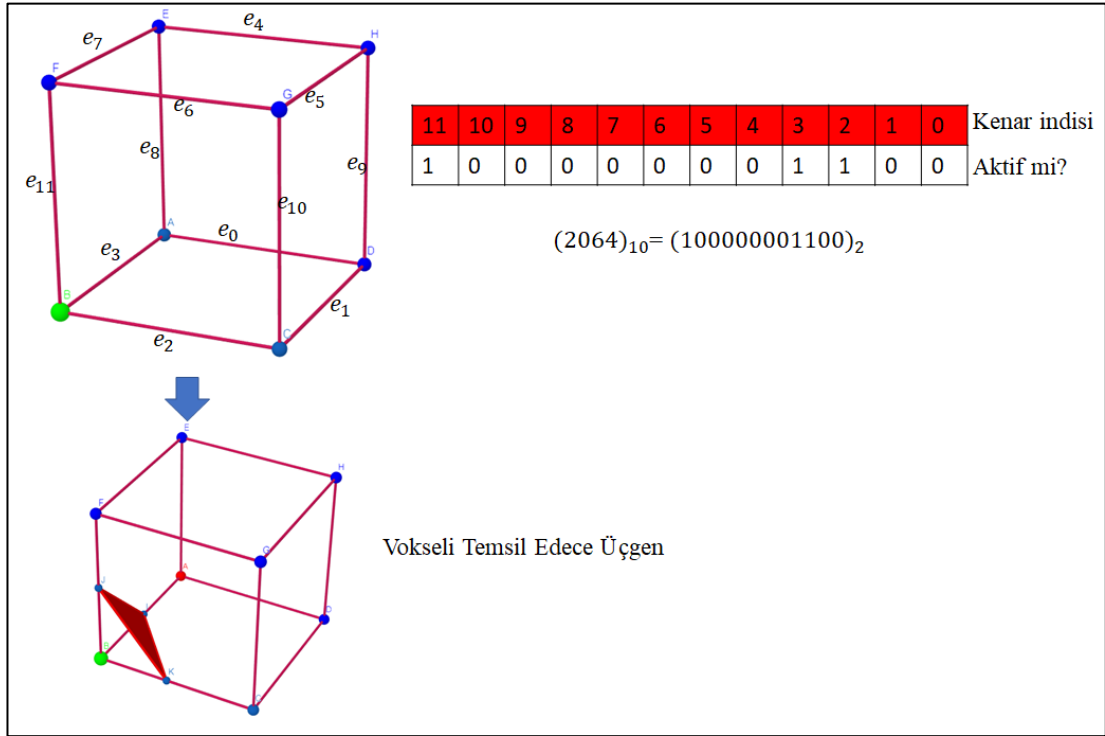 E
e₄
e₇
H
F
G
e₆
e₅
e₈
e₉
e₁₁
e₁₀
A
e₀
e₃
D
B
e₁
C
e₂
11 10 9 8 7 6 5 4 3 2 1 0 Kenar indisi
1 0 0 0 0 0 0 0 1 1 0 0 Aktif mi?
(2064)₁₀= (100000001100)₂
E
H
F
G
A
J
I
D
B
K
C
Vokseli Temsil Edece Üçgen